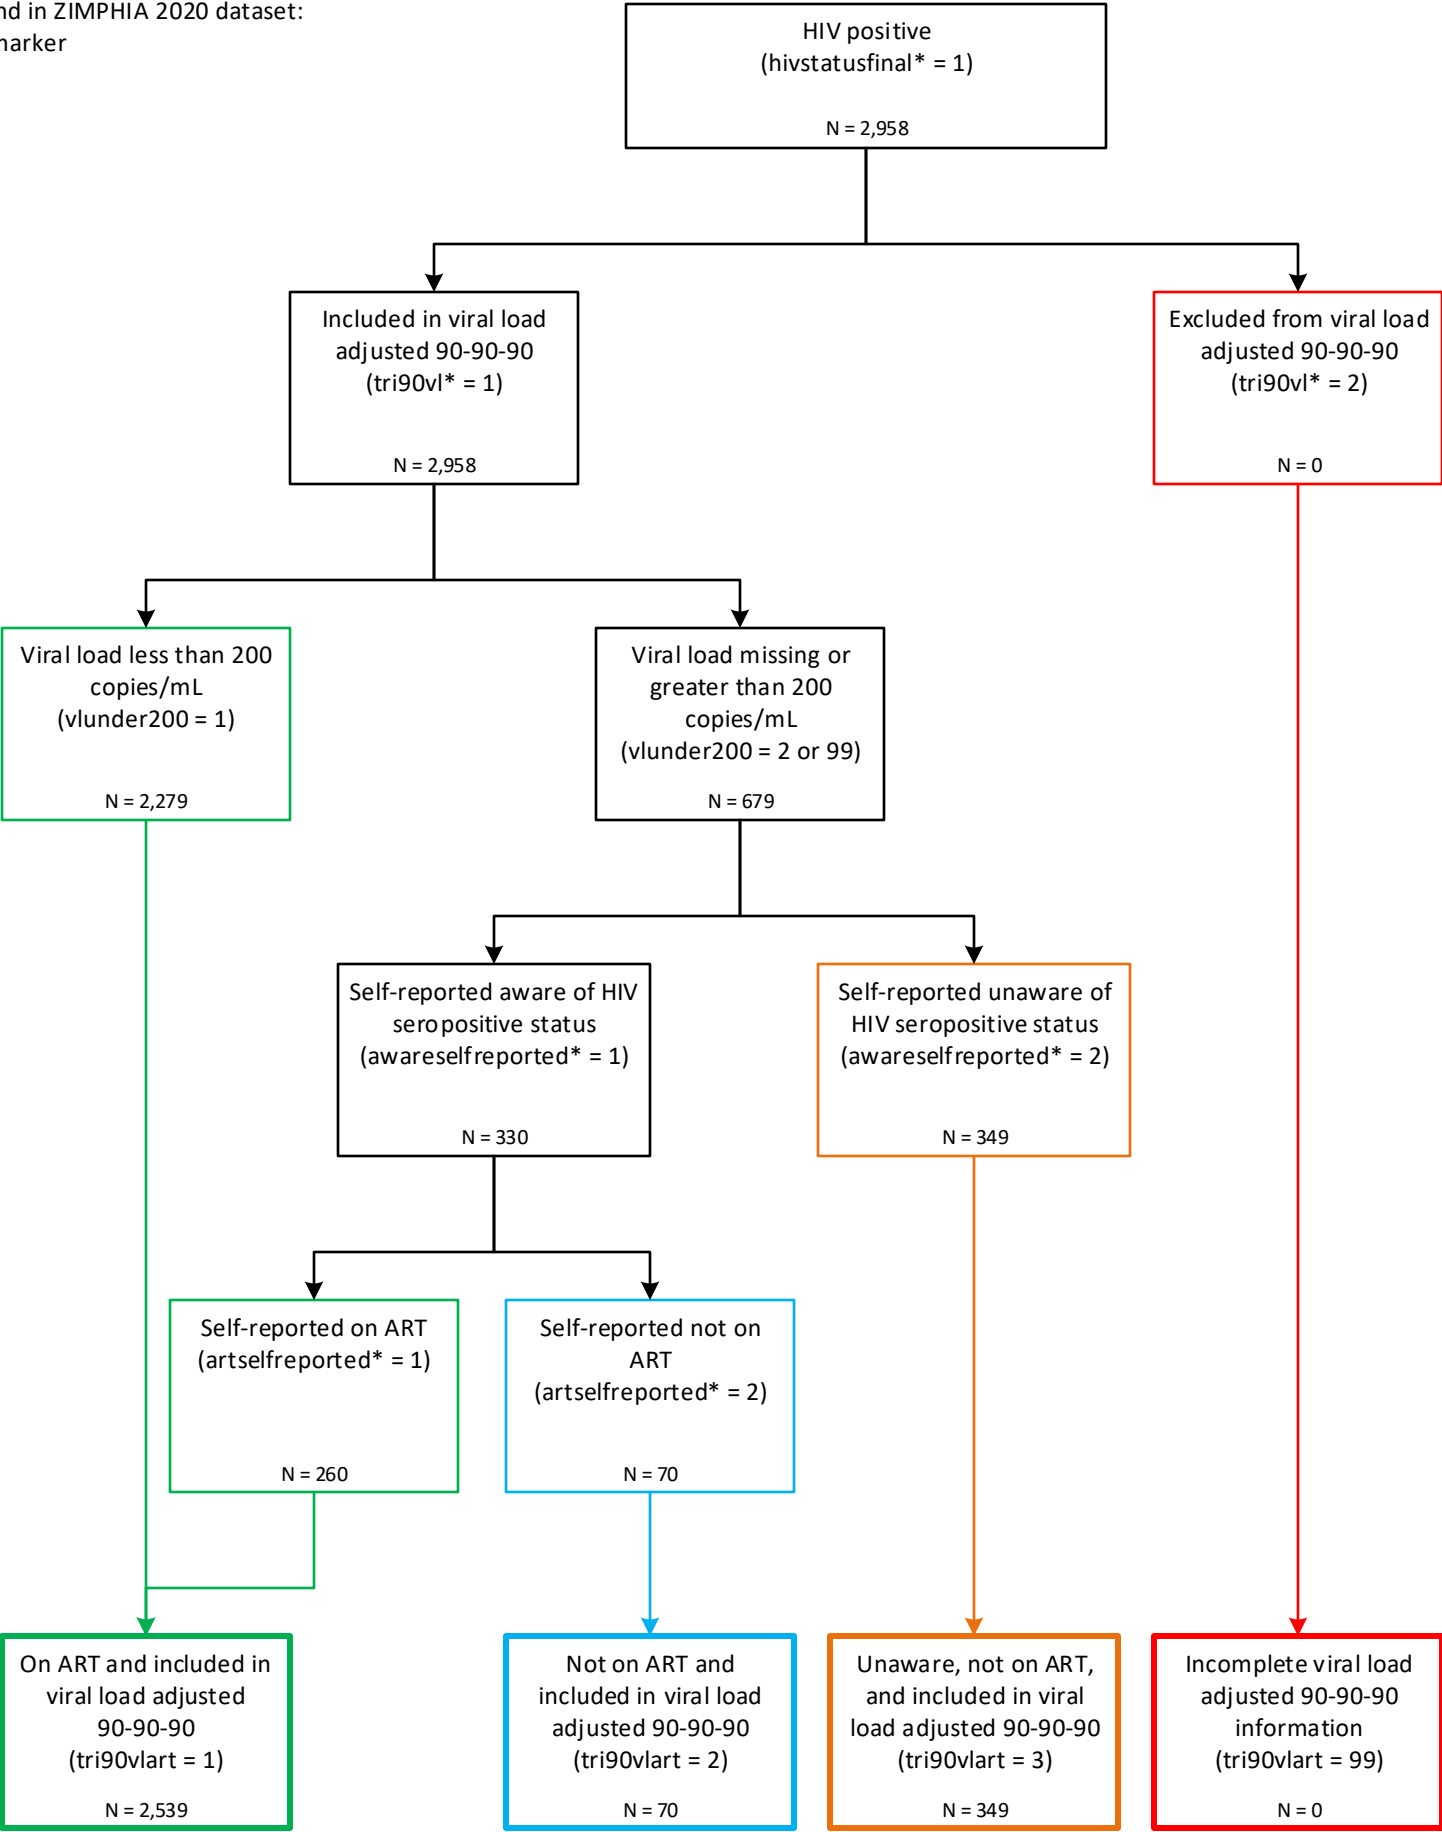 nd in ZIMPHIA 2020 dataset:
narker
HIV positive
(hivstatusfinal* = 1)
N = 2,958
Included in viral load
adjusted 90-90-90
(tri90vl* = 1)
N = 2,958
Excluded from viral load
adjusted 90-90-90
(tri90vl* = 2)
N = 0
Viral load less than 200
copies/mL
(vlunder200 = 1)
N = 2,279
Viral load missing or
greater than 200
copies/mL
(vlunder200 = 2 or 99)
N = 679
Self-reported aware of HIV
seropositive status
(awareselfreported* = 1)
N = 330
Self-reported unaware of
HIV seropositive status
(awareselfreported* = 2)
N = 349
Self-reported on ART
(artselfreported* = 1)
N = 260
Self-reported not on
ART
(artselfreported* = 2)
N = 70
On ART and included in
viral load adjusted
90-90-90
(tri90vlart = 1)
N = 2,539
Not on ART and
included in viral load
adjusted 90-90-90
(tri90vlart = 2)
N = 70
Unaware, not on ART,
and included in viral
load adjusted 90-90-90
(tri90vlart = 3)
N = 349
Incomplete viral load
adjusted 90-90-90
information
(tri90vlart = 99)
N = 0